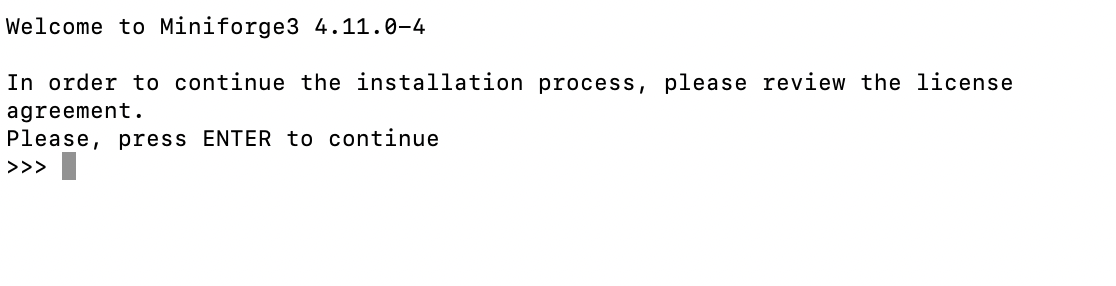 Welcome to Miniforge3 4.11.0-4
In order to continue the installation process, please review the license
agreement.
Please, press ENTER to continue
>>>